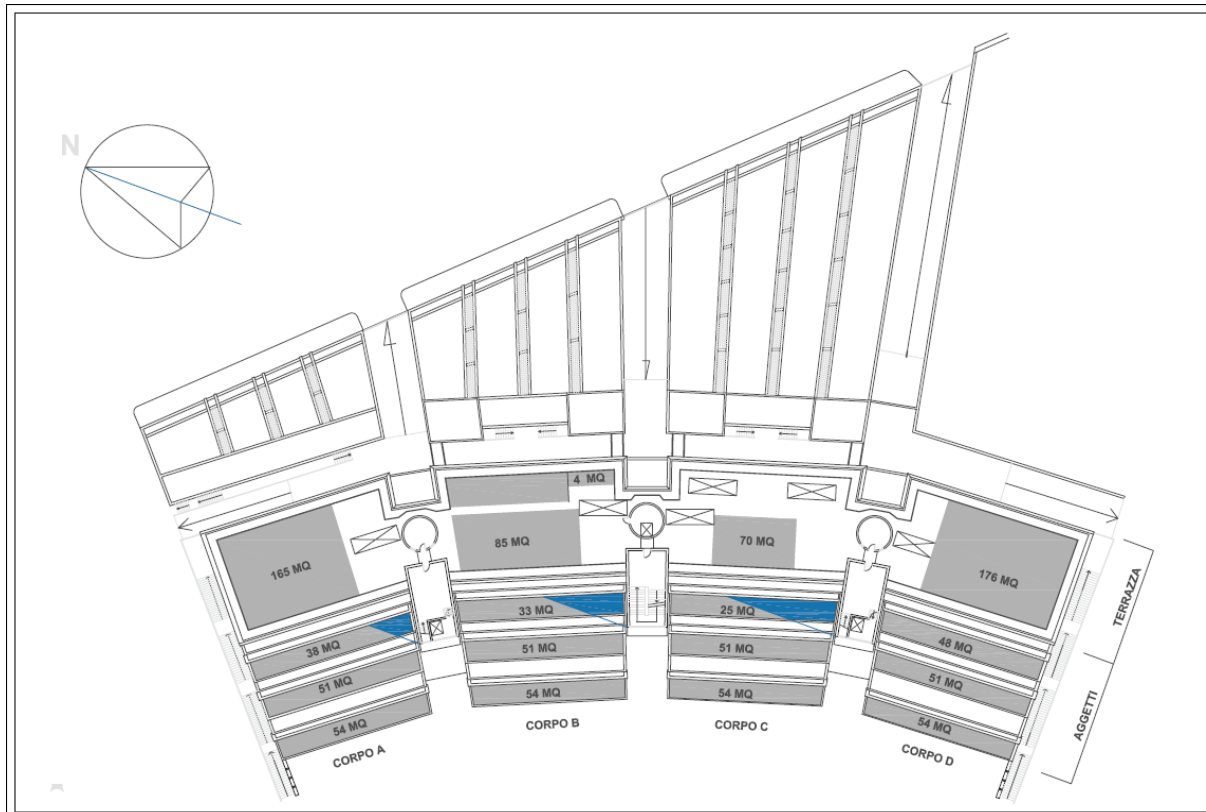 N
4 MQ
165 MQ
85 MQ
70 MQ
176 MQ
38 MQ
33 MQ
25 MQ
48 MQ
51 MQ
51 MQ
51 MQ
51 MQ
54 MQ
54 MQ
54 MQ
54 MQ
CORPO A
CORPO B
CORPO C
CORPO D
TERRAZZA
AGGETTI